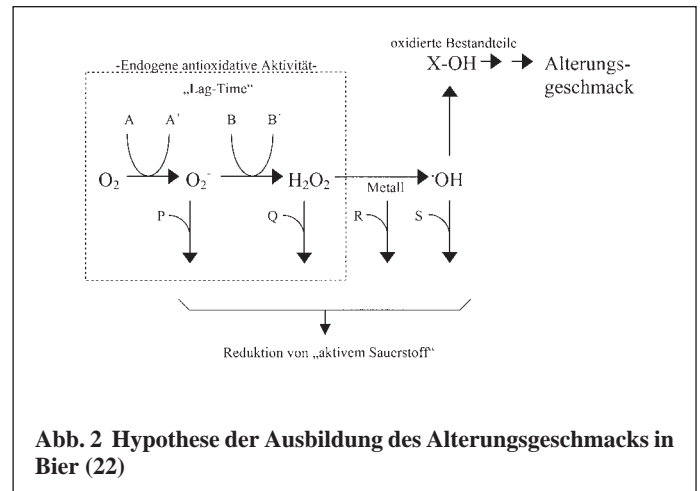 oxidierte Bestandteile
X-OH Alterungs-
geschmack
-Endogene antioxidative Aktivität-
„Lag-Time“
A A' B B'
O₂ O₂⁻ H₂O₂ Metall ·OH
P Q R S
Reduktion von „aktivem Sauerstoff“
Abb. 2 Hypothese der Ausbildung des Alterungsgeschmacks in
Bier (22)